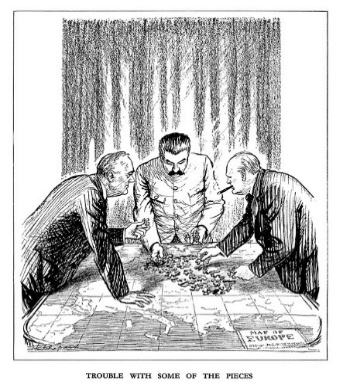 MAP OF
EUROPE
TROUBLE WITH SOME OF THE PIECES